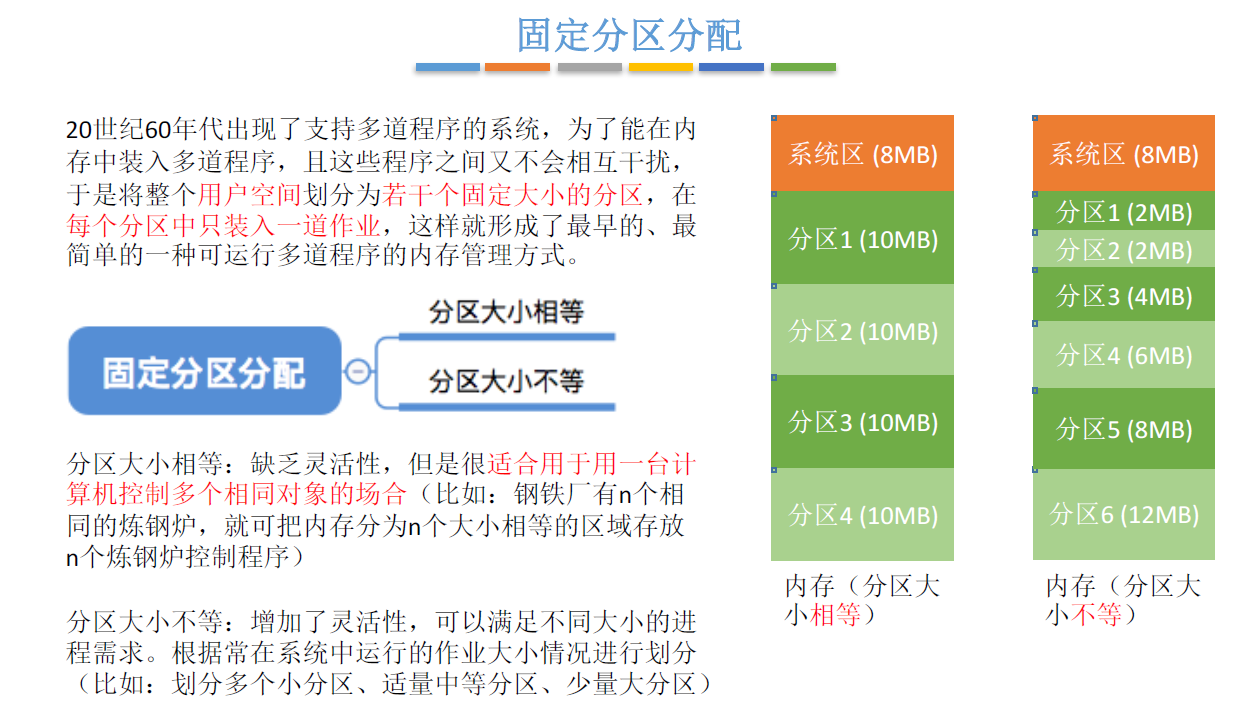 固定分区分配
20世纪60年代出现了支持多道程序的系统，为了能在内
存中装入多道程序，且这些程序之间又不会相互干扰，
于是将整个用户空间划分为若干个固定大小的分区，在
每个分区中只装入一道作业，这样就形成了最早的、最
简单的一种可运行多道程序的内存管理方式。
固定分区分配
分区大小相等
分区大小不等
分区大小相等：缺乏灵活性，但是很适合用于用一台计
算机控制多个相同对象的场合（比如：钢铁厂有n个相
同的炼钢炉，就可把内存分为n个大小相等的区域存放
n个炼钢炉控制程序）
分区大小不等：增加了灵活性，可以满足不同大小的进
程需求。根据常在系统中运行的作业大小情况进行划分
（比如：划分多个小分区、适量中等分区、少量大分区）
系统区 (8MB)
分区1 (10MB)
分区2 (10MB)
分区3 (10MB)
分区4 (10MB)
内存（分区大
小相等）
系统区 (8MB)
分区1 (2MB)
分区2 (2MB)
分区3 (4MB)
分区4 (6MB)
分区5 (8MB)
分区6 (12MB)
内存（分区大
小不等）